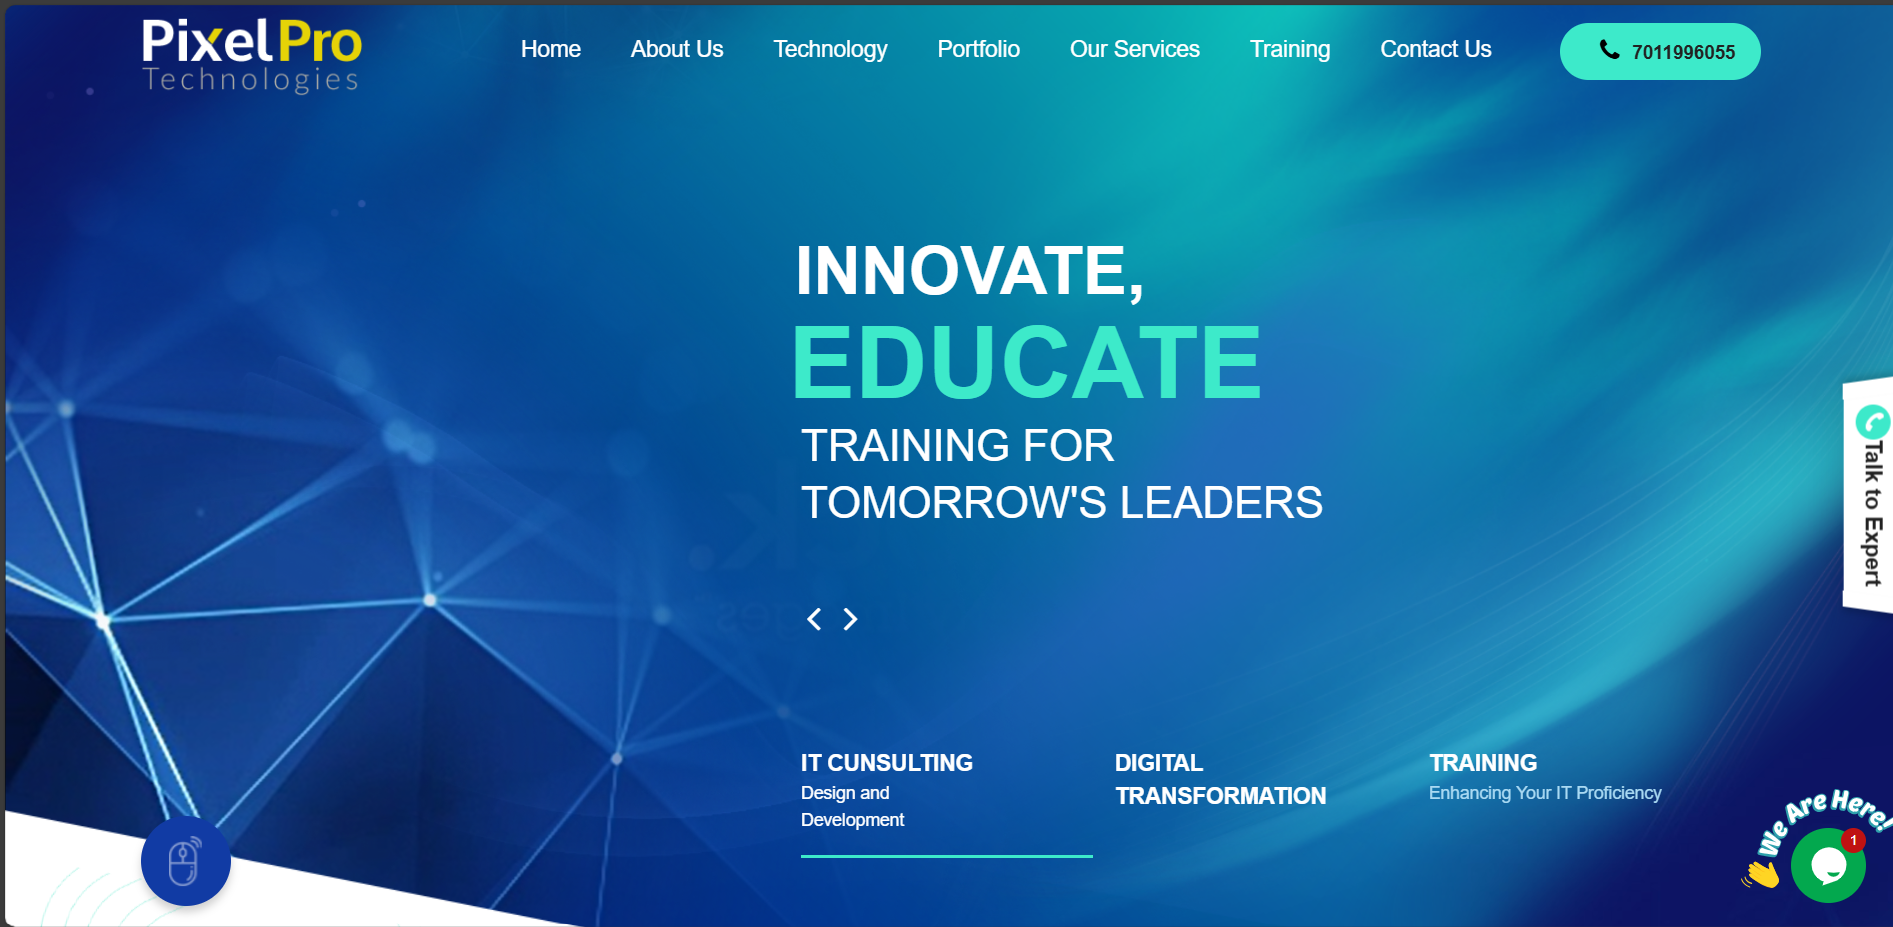 PixelPro
Technologies
Home About Us Technology Portfolio Our Services Training Contact Us
7011996055
INNOVATE,
EDUCATE
TRAINING FOR
TOMORROW'S LEADERS
Talk to Expert
IT CUNSULTING
Design and
Development
DIGITAL
TRANSFORMATION
TRAINING
Enhancing Your IT Proficiency
We Are Here!
1